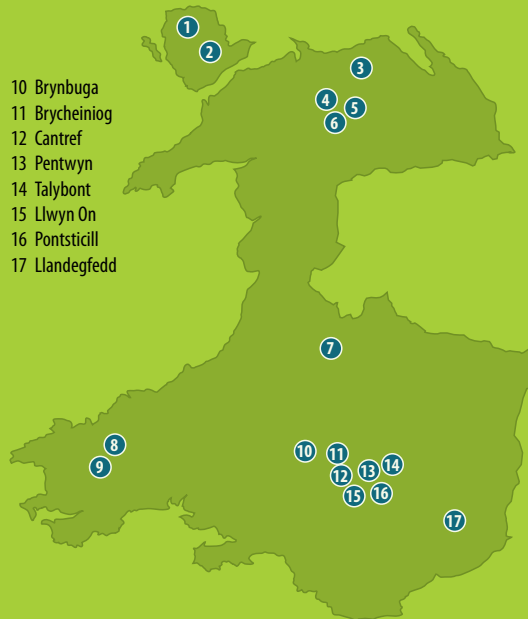 1
2
3
4
5
6
10 Brynbuga
11 Brycheiniog
12 Cantref
13 Pentwyn
14 Talybont
15 Llwyn On
16 Pontsticill
17 Llandegfedd
7
8
9
10
11
12
13
14
15
16
17